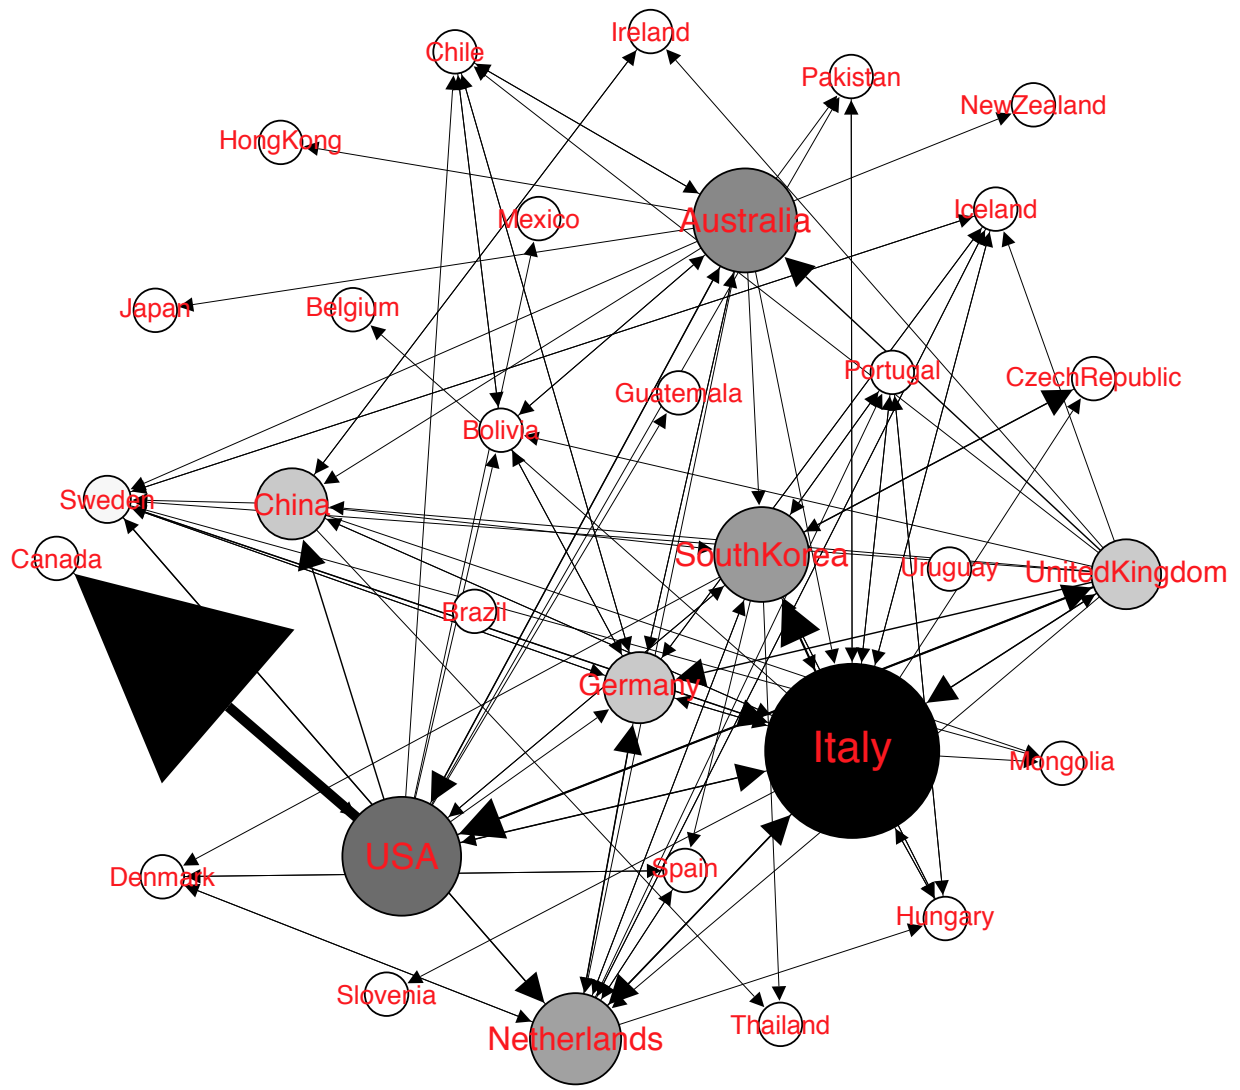 Ireland
Chile
Pakistan
NewZealand
HongKong
Iceland
Mexico
Australia
Japan
Belgium
Portugal
CzechRepublic
Guatemala
Bolivia
Sweden
China
Canada
SouthKorea
Uruguay
UnitedKingdom
Brazil
Germany
Italy
Mongolia
USA
Denmark
Spain
Hungary
Slovenia
Thailand
Netherlands